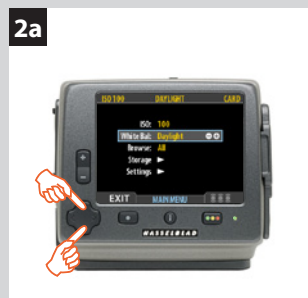 2a
ISO 100 DAYLIGHT CARD
ISO: 100
White Bal: Daylight
Browse: All
Storage
Settings
EXIT MAIN MENU
HASSELBLAD